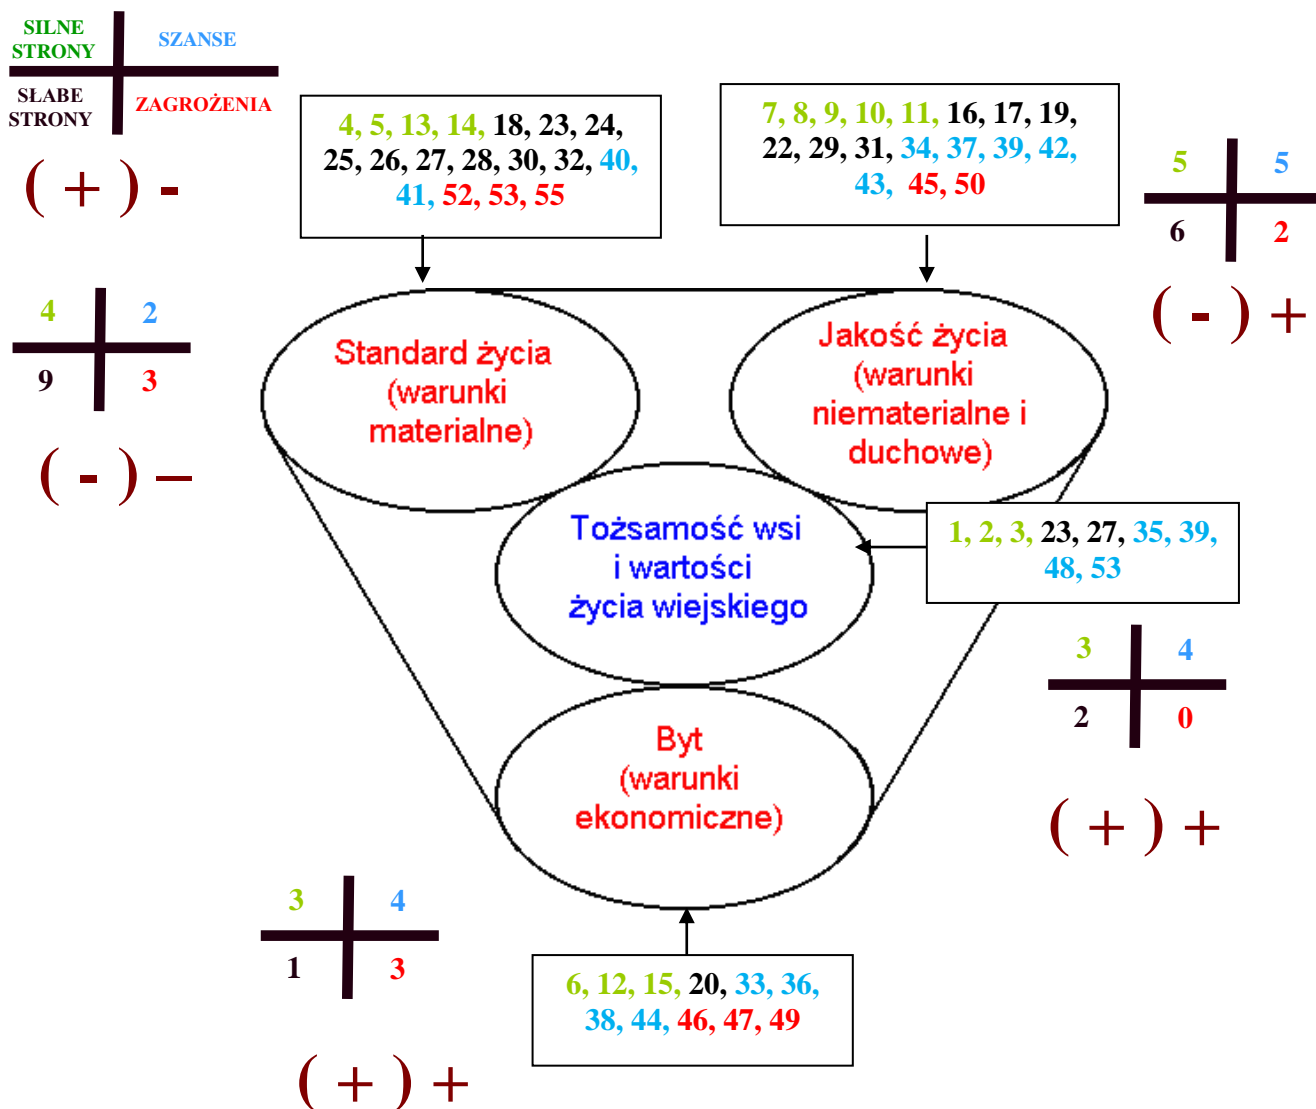 SILNE
STRONY
SZANSE
SŁABE
STRONY
ZAGROŻENIA
( + ) -
4, 5, 13, 14, 18, 23, 24,
25, 26, 27, 28, 30, 32, 40,
41, 52, 53, 55
7, 8, 9, 10, 11, 16, 17, 19,
22, 29, 31, 34, 37, 39, 42,
43, 45, 50
5
5
6
2
( - ) +
4
2
9
3
( - ) –
Standard życia
(warunki
materialne)
Jakość życia
(warunki
niematerialne i
duchowe)
Tożsamość wsi
i wartości
życia wiejskiego
1, 2, 3, 23, 27, 35, 39,
48, 53
3
4
2
0
( + ) +
Byt
(warunki
ekonomiczne)
3
4
1
3
( + ) +
6, 12, 15, 20, 33, 36,
38, 44, 46, 47, 49